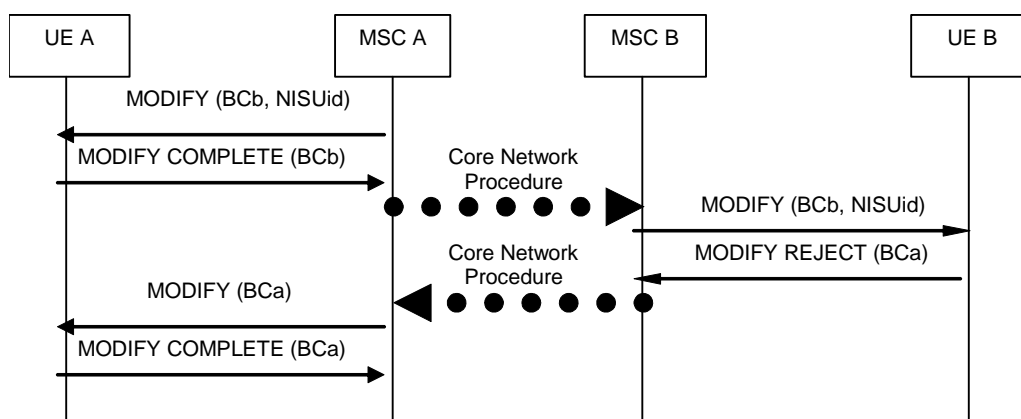 UE A
MSC A
MSC B
UE B
MODIFY (BCb, NISUid)
MODIFY COMPLETE (BCb)
Core Network
Procedure
MODIFY (BCb, NISUid)
MODIFY REJECT (BCa)
Core Network
Procedure
MODIFY (BCa)
MODIFY COMPLETE (BCa)